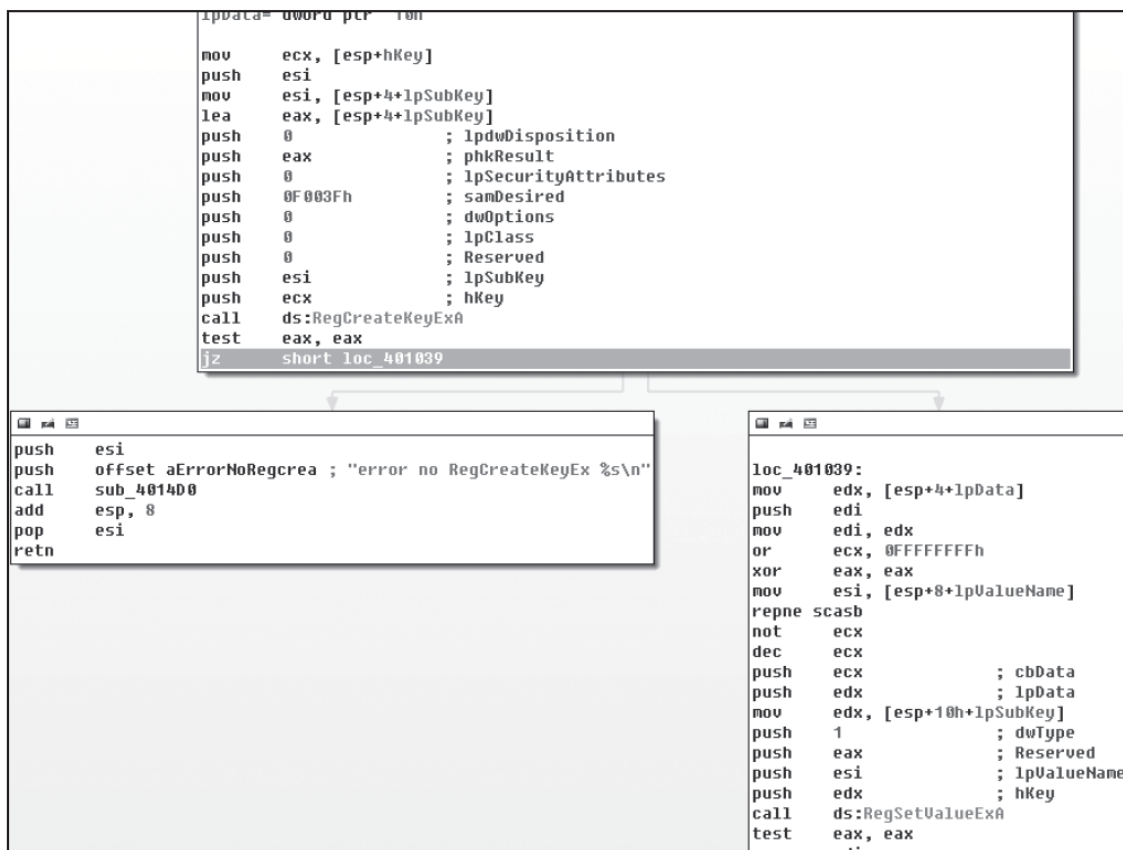 lpData= dword ptr  10h
mov ecx, [esp+hKey]
push esi
mov esi, [esp+4+lpSubKey]
lea eax, [esp+4+lpSubKey]
push 0 ; lpdwDisposition
push eax ; phkResult
push 0 ; lpSecurityAttributes
push 0F003Fh ; samDesired
push 0 ; dwOptions
push 0 ; lpClass
push 0 ; Reserved
push esi ; lpSubKey
push ecx ; hKey
call ds:RegCreateKeyExA
test eax, eax
jz short loc_401039
push esi
push offset aErrorNoRegcrea ; "error no RegCreateKeyEx %s\n"
call sub_4014D0
add esp, 8
pop esi
retn
loc_401039:
mov edx, [esp+4+lpData]
push edi
mov edi, edx
or ecx, 0FFFFFFFFh
xor eax, eax
mov esi, [esp+8+lpValueName]
repne scasb
not ecx
dec ecx
push ecx ; cbData
push edx ; lpData
mov edx, [esp+10h+lpSubKey]
push 1 ; dwType
push eax ; Reserved
push esi ; lpValueName
push edx ; hKey
call ds:RegSetValueExA
test eax, eax